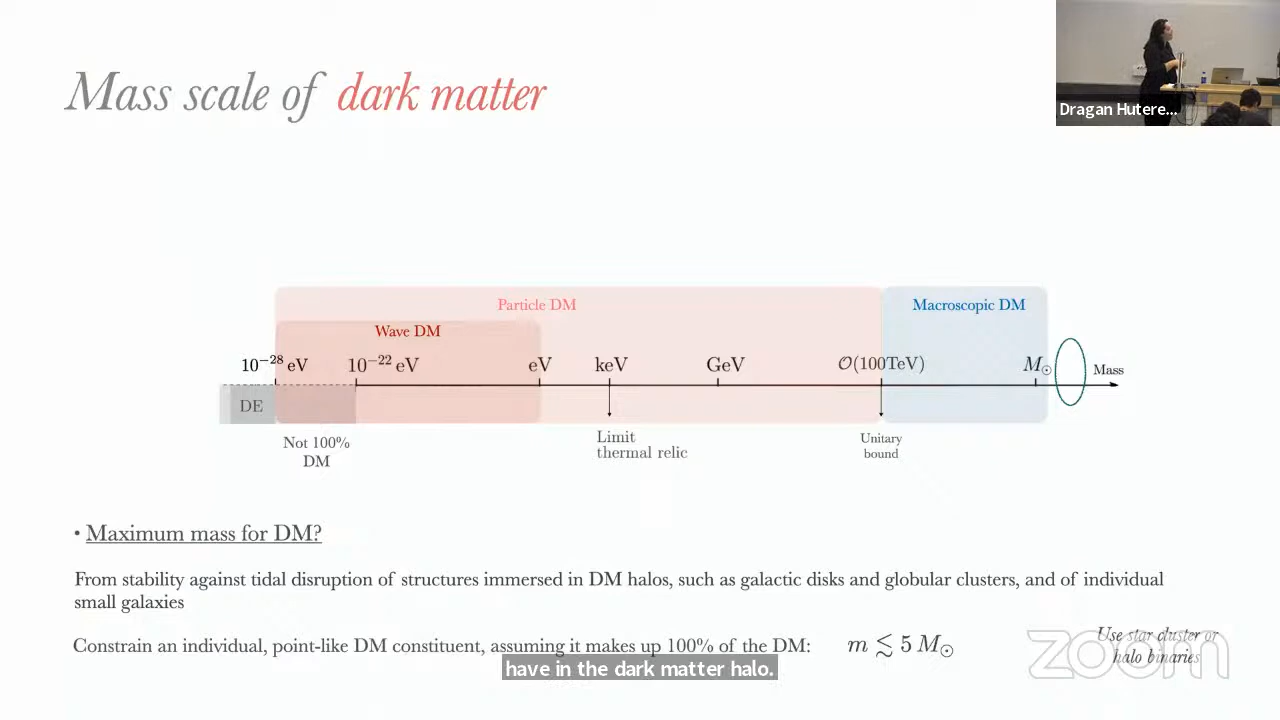 Mass scale of dark matter
Dragan Hutere...
Particle DM
Macroscopic DM
Wave DM
10⁻²⁸ eV
10⁻²² eV
eV
keV
GeV
𝒪(100TeV)
M⊙
Mass
DE
Not 100%
DM
Limit
thermal relic
Unitary
bound
• Maximum mass for DM?
From stability against tidal disruption of structures immersed in DM halos, such as galactic disks and globular clusters, and of individual
small galaxies
Constrain an individual, point-like DM constituent, assuming it makes up 100% of the DM:
m ≲ 5 M⊙
Use star cluster or
halo binaries
zoom
have in the dark matter halo.